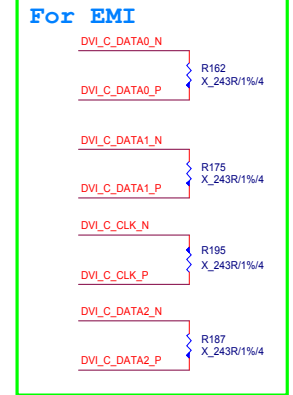 For EMI
DVI_C_DATA0_N
R162
X_243R/1%/4
DVI_C_DATA0_P
DVI_C_DATA1_N
R175
X_243R/1%/4
DVI_C_DATA1_P
DVI_C_CLK_N
R195
X_243R/1%/4
DVI_C_CLK_P
DVI_C_DATA2_N
R187
X_243R/1%/4
DVI_C_DATA2_P